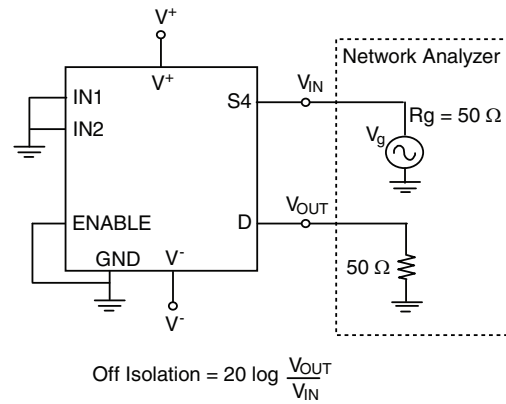 V+
Network Analyzer
V+
IN1
S4
VIN
Rg = 50 Ω
IN2
Vg
ENABLE
D
VOUT
GND
V-
50 Ω
V-
Off Isolation = 20 log VOUT
VIN